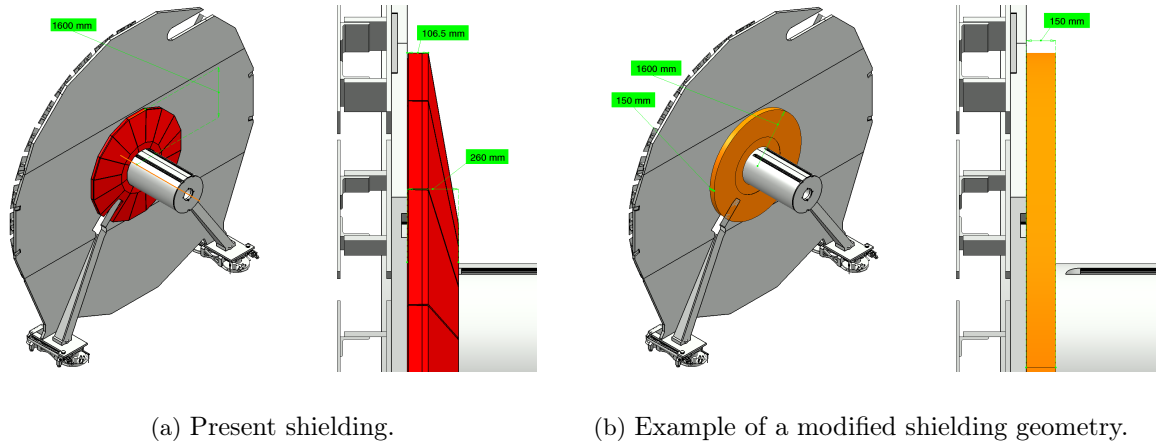 1600 mm
106.5 mm
260 mm
1600 mm
150 mm
150 mm
(a) Present shielding.
(b) Example of a modified shielding geometry.